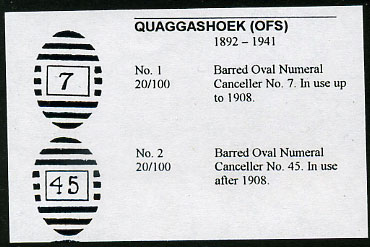 QUAGGASHOEK (OFS)
1892 – 1941
7
No. 1 Barred Oval Numeral
20/100 Canceller No. 7. In use up
to 1908.
45
No. 2 Barred Oval Numeral
20/100 Canceller No. 45. In use
after 1908.